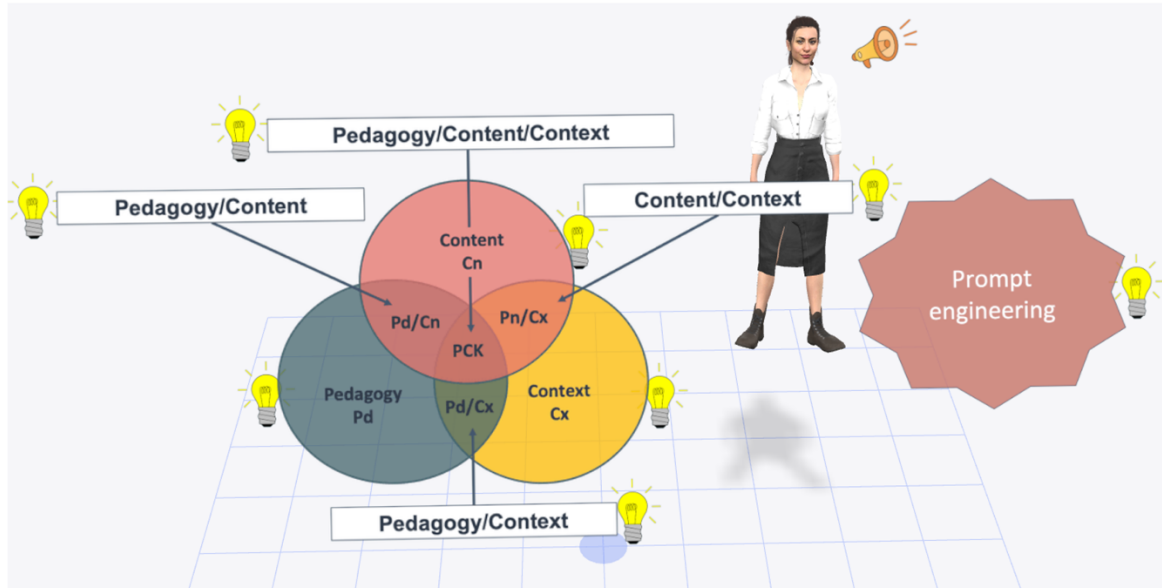 Pedagogy/Content/Context
Pedagogy/Content
Content/Context
Content
Cn
Prompt
engineering
Pd/Cn
Pn/Cx
PCK
Pedagogy
Pd
Context
Cx
Pd/Cx
Pedagogy/Context